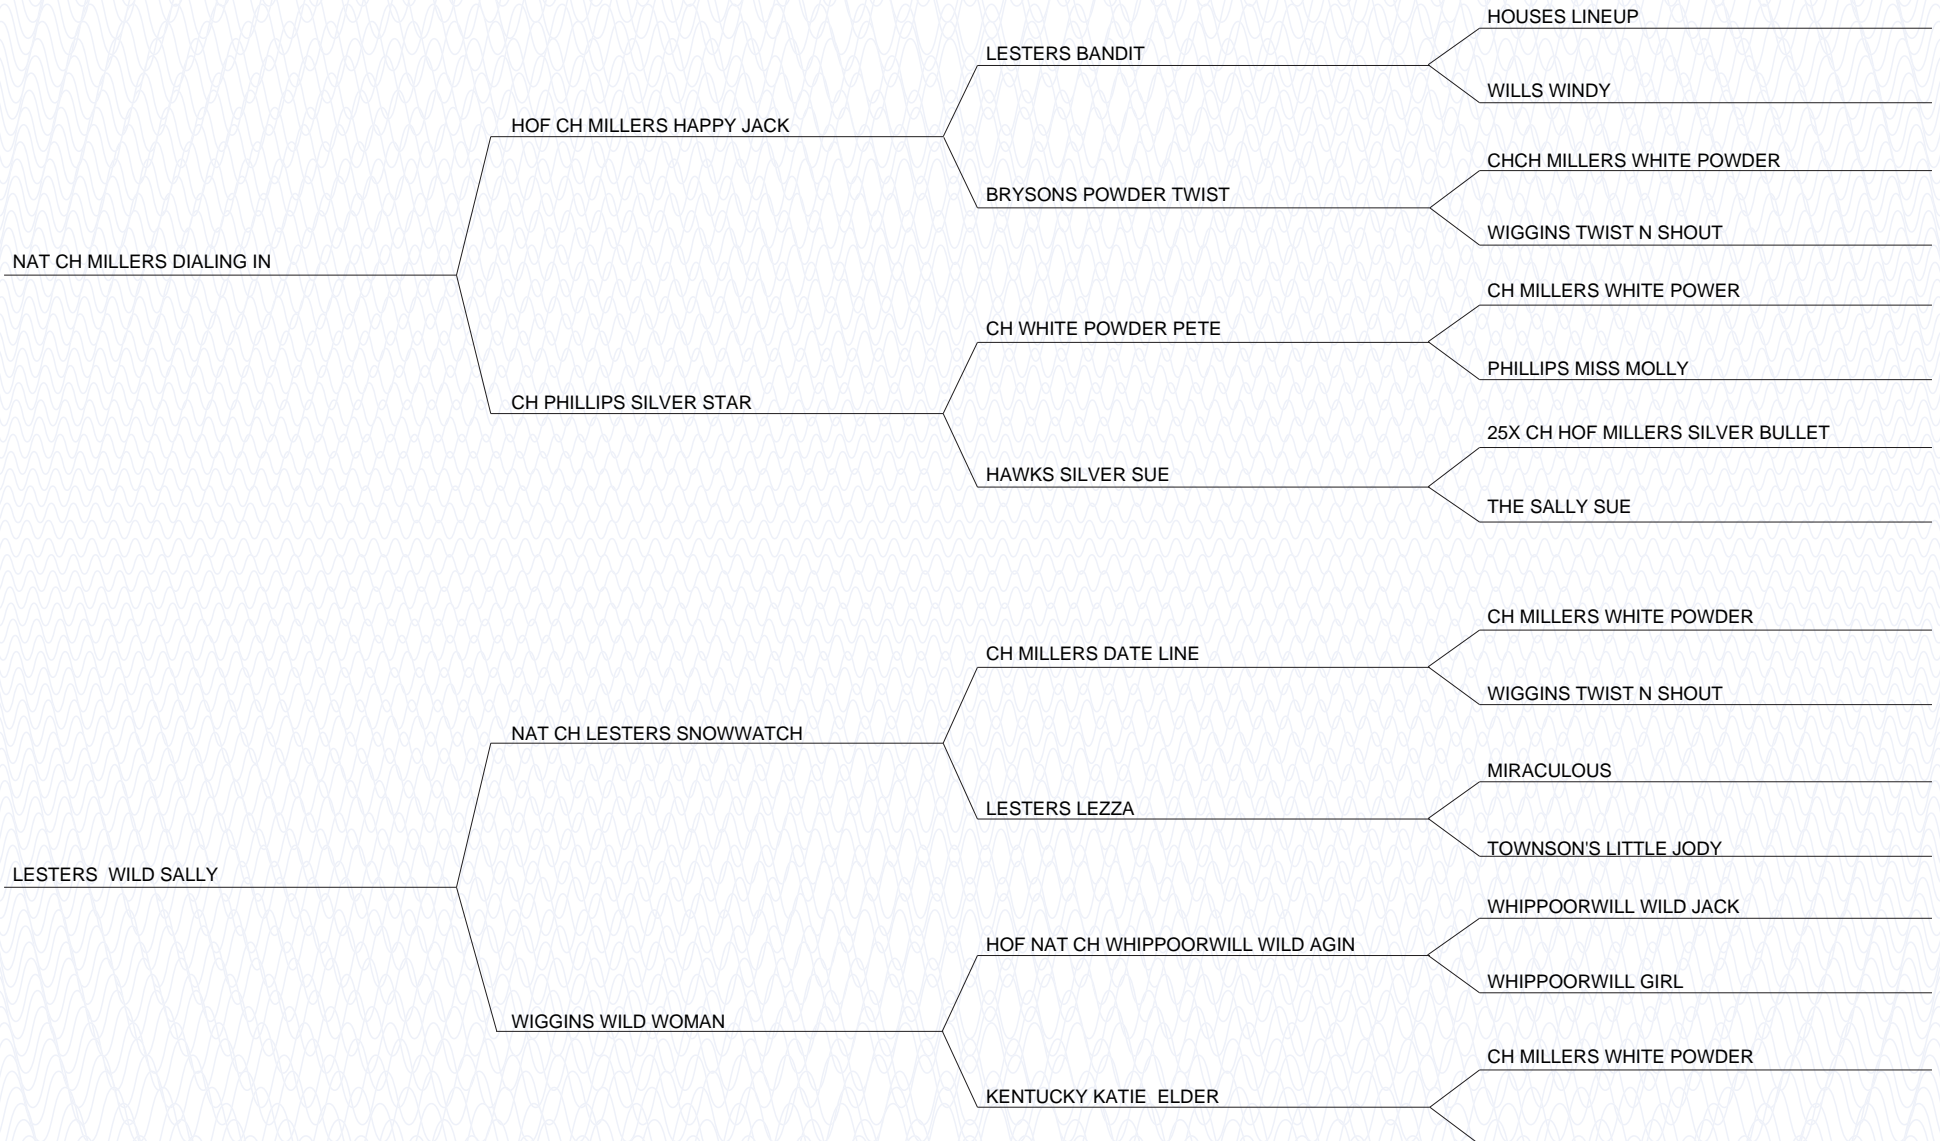 HOUSES LINEUP
LESTERS BANDIT
WILLS WINDY
HOF CH MILLERS HAPPY JACK
CHCH MILLERS WHITE POWDER
BRYSONS POWDER TWIST
WIGGINS TWIST N SHOUT
NAT CH MILLERS DIALING IN
CH MILLERS WHITE POWER
CH WHITE POWDER PETE
PHILLIPS MISS MOLLY
CH PHILLIPS SILVER STAR
25X CH HOF MILLERS SILVER BULLET
HAWKS SILVER SUE
THE SALLY SUE
CH MILLERS WHITE POWDER
CH MILLERS DATE LINE
WIGGINS TWIST N SHOUT
NAT CH LESTERS SNOWWATCH
MIRACULOUS
LESTERS LEZZA
TOWNSON'S LITTLE JODY
LESTERS  WILD SALLY
WHIPPOORWILL WILD JACK
HOF NAT CH WHIPPOORWILL WILD AGIN
WHIPPOORWILL GIRL
WIGGINS WILD WOMAN
CH MILLERS WHITE POWDER
KENTUCKY KATIE  ELDER